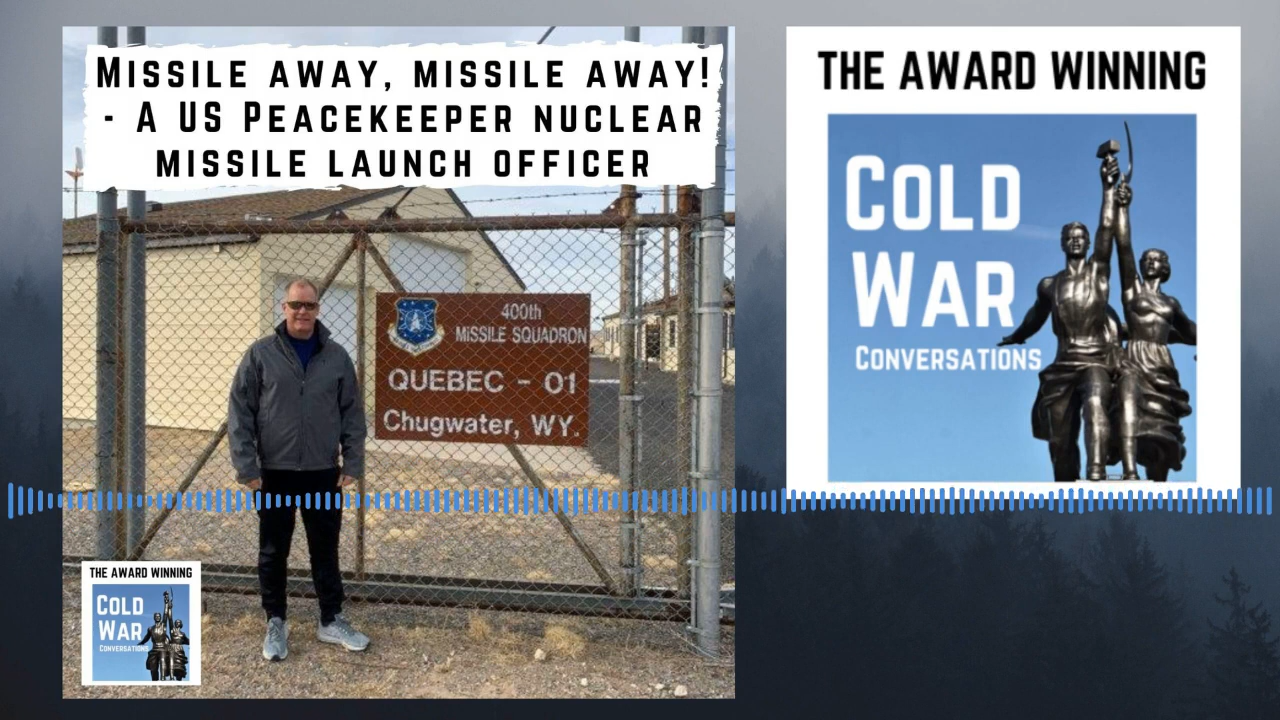 Missile away, missile away!
- A US Peacekeeper nuclear
missile launch officer
400th
MISSILE SQUADRON
QUEBEC - 01
Chugwater, WY.
THE AWARD WINNING
COLD
WAR
CONVERSATIONS
THE AWARD WINNING
COLD
WAR
CONVERSATIONS